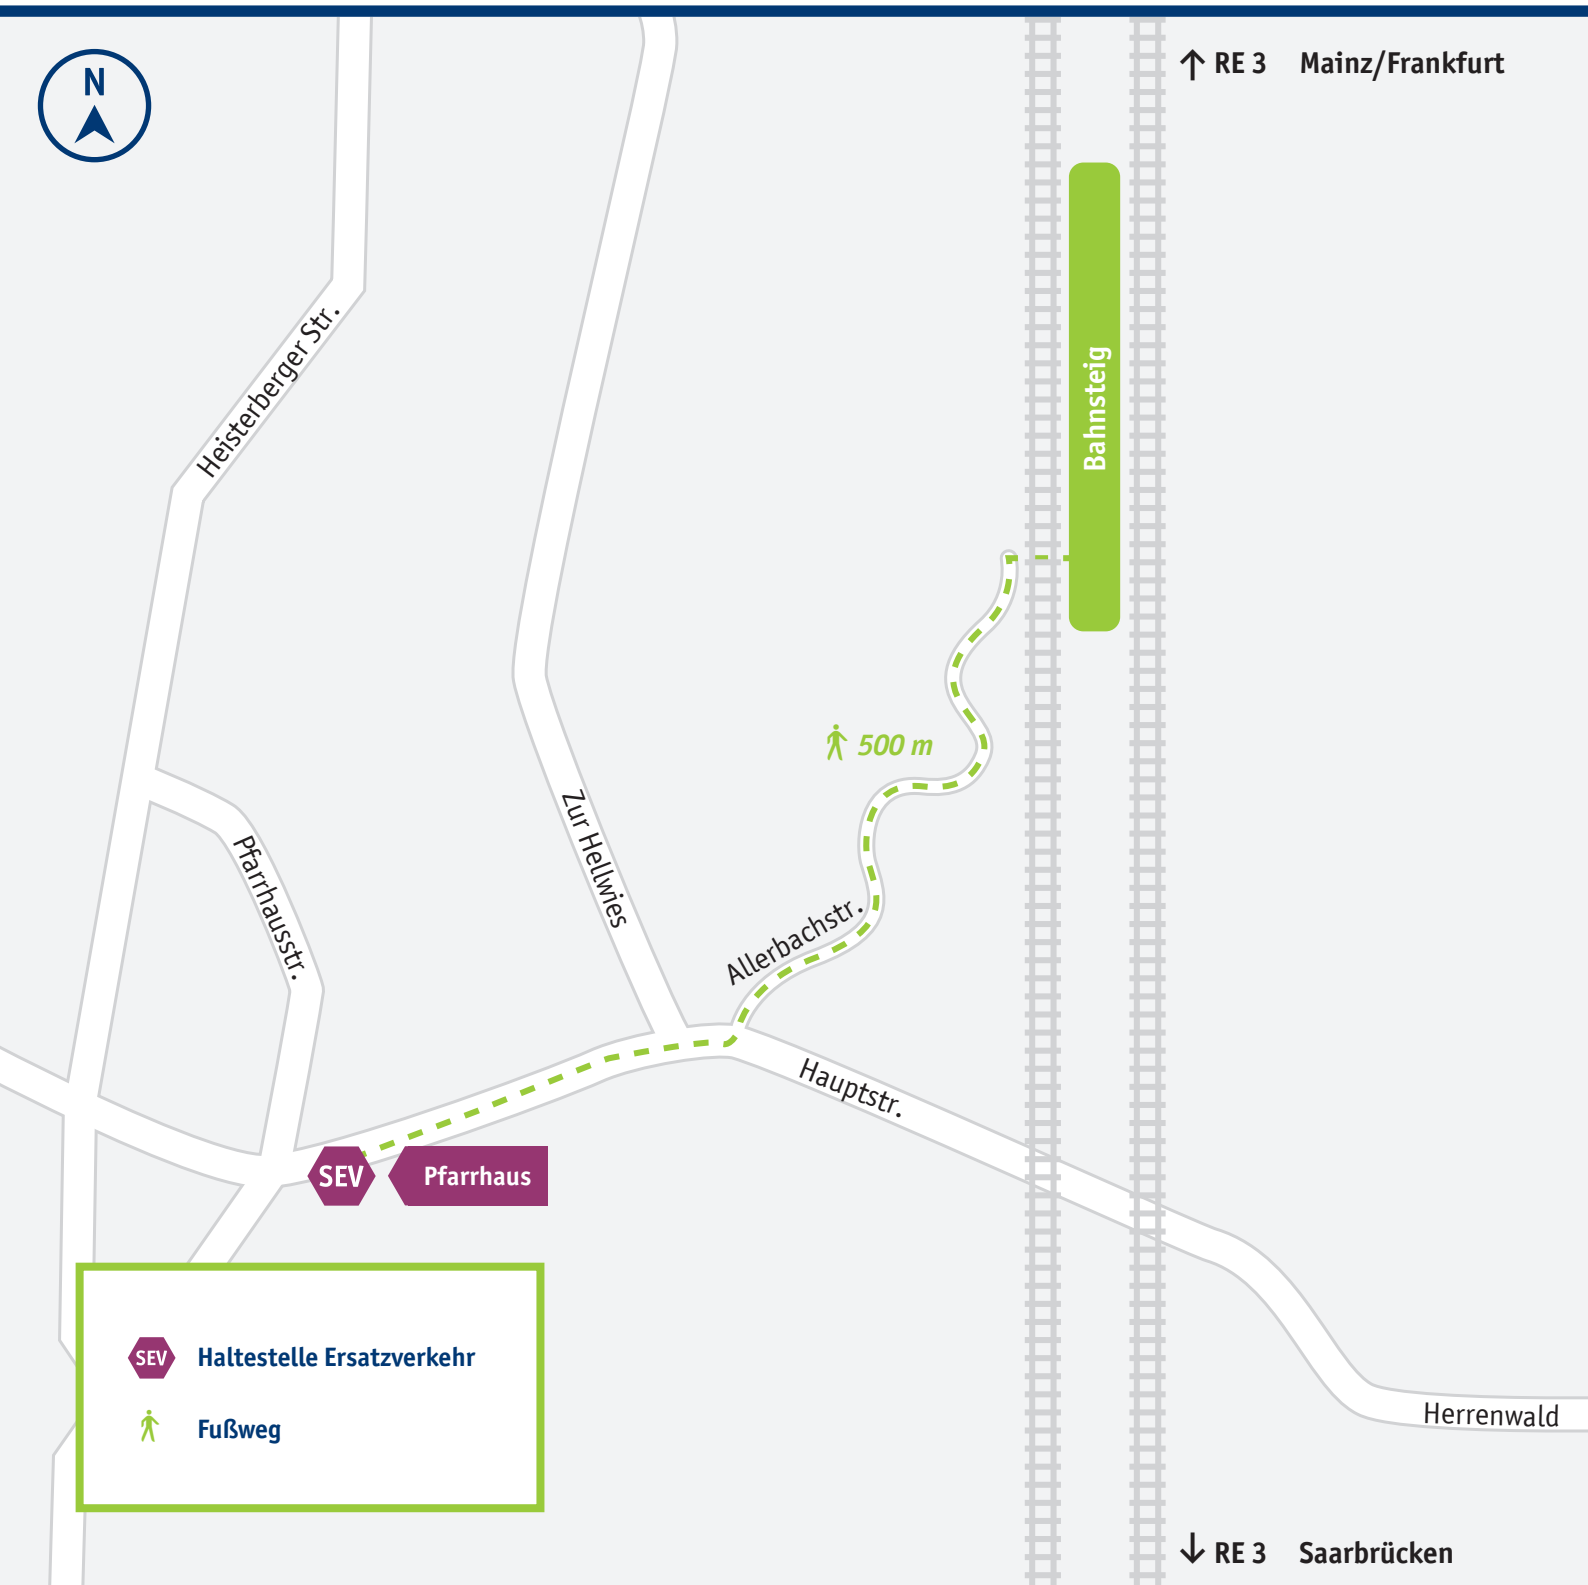 N
↑ RE 3 Mainz/Frankfurt
Heisterberger Str.
Bahnsteig
500 m
Zur Hellwies
Pfarrhausstr.
Allerbachstr.
Hauptstr.
SEV Pfarrhaus
SEV Haltestelle Ersatzverkehr
Fußweg
Herrenwald
↓ RE 3 Saarbrücken